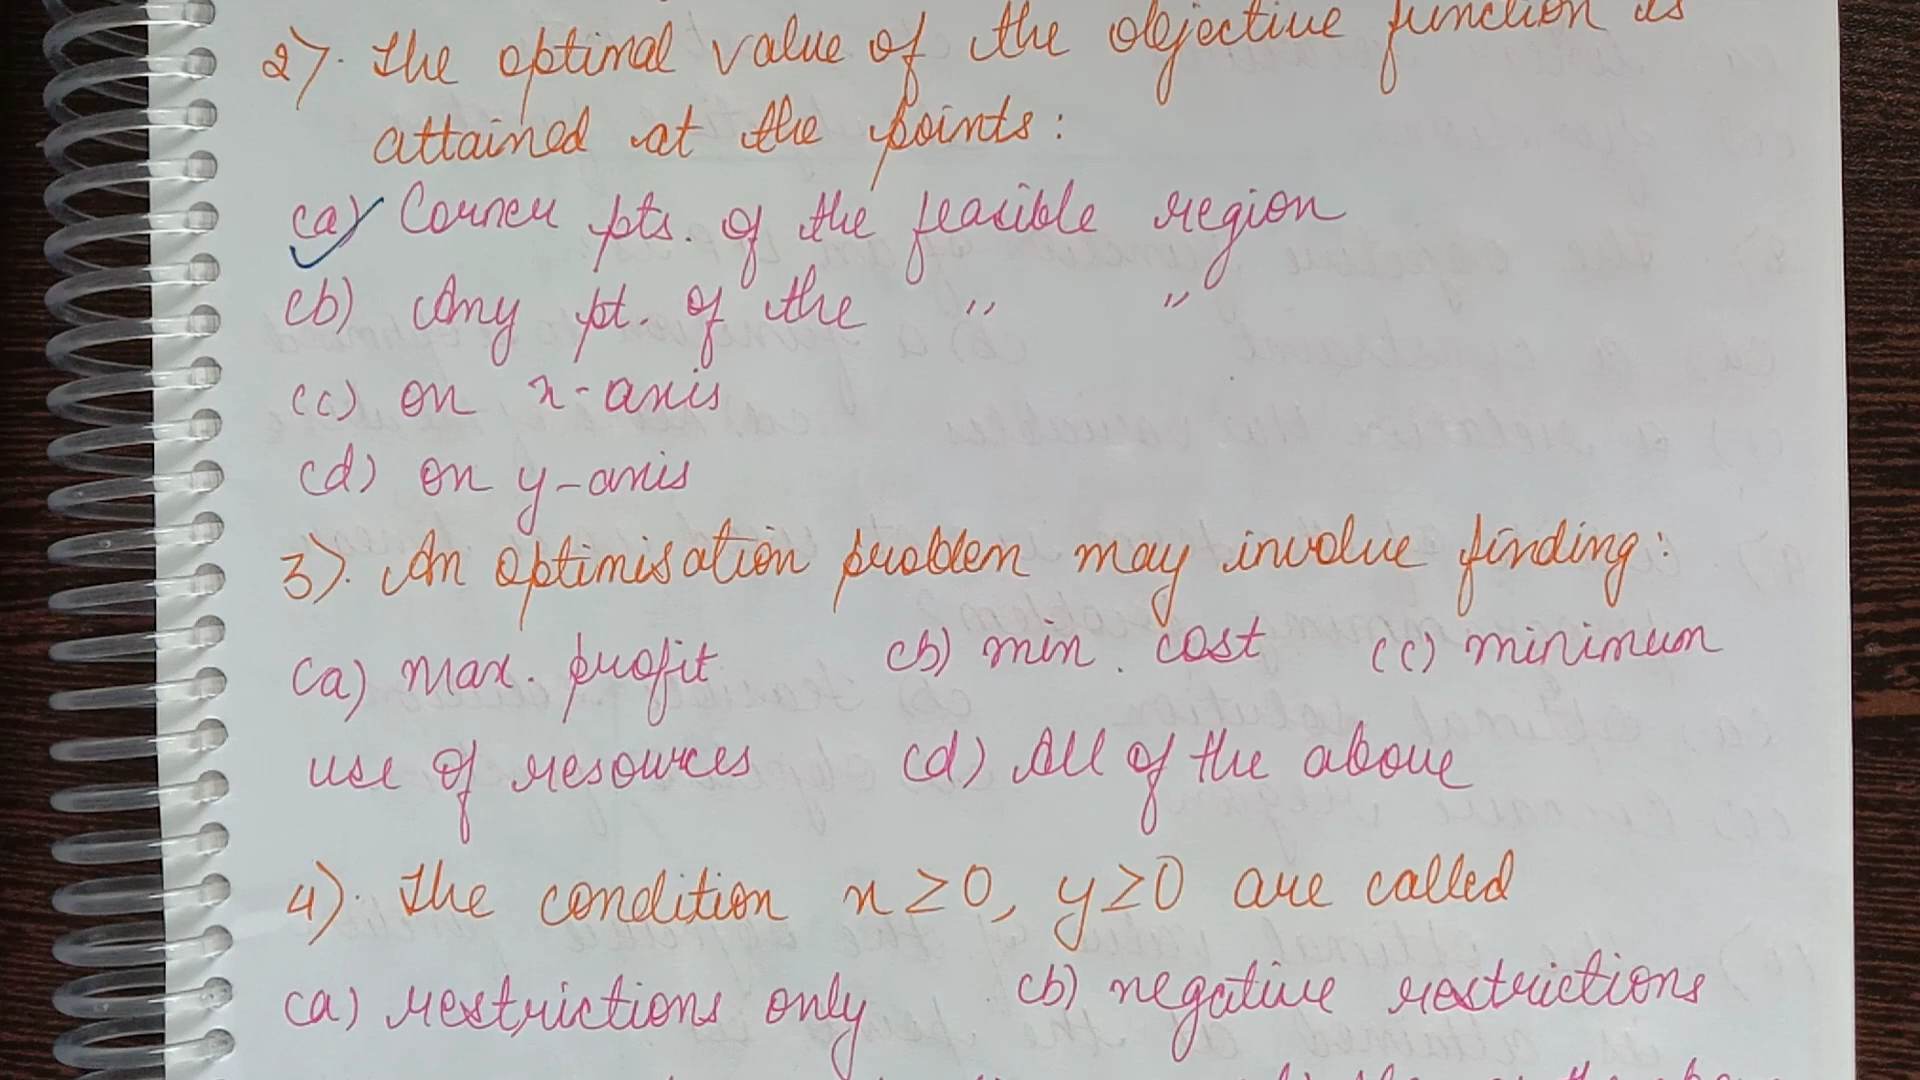 2). The optimal value of the objective function is
attained at the points:
(a) Corner pts. of the feasible region
(b) Any pt. of the " "
(c) on x-axis
(d) on y-axis
3). An optimisation problem may involve finding:
(a) max. profit (b) min. cost (c) minimum
use of resources (d) All of the above
4). The condition x ≥ 0, y ≥ 0 are called
(a) restrictions only (b) negative restrictions